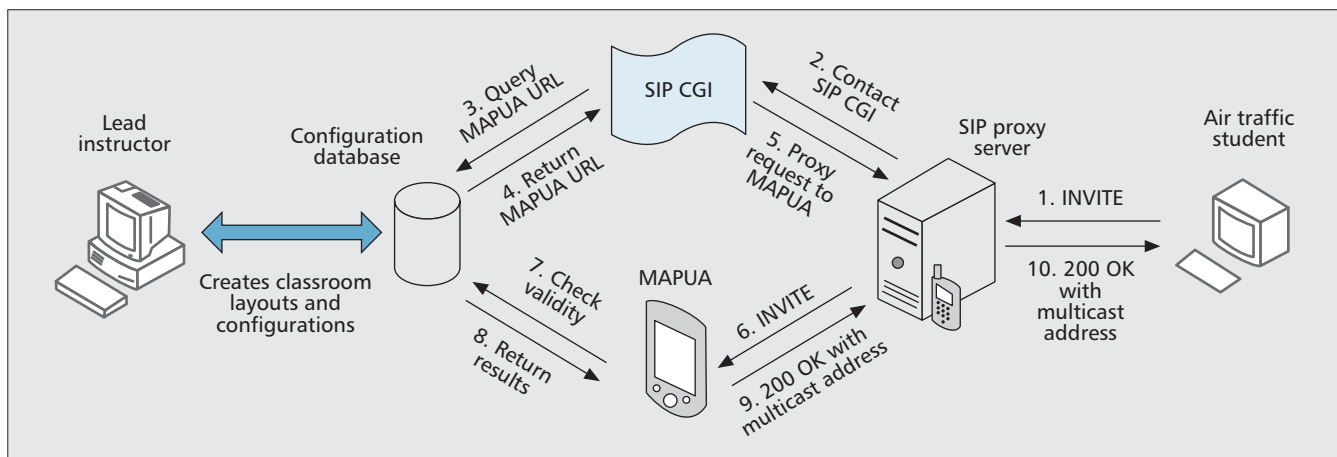 Lead
instructor
Configuration
database
Creates classroom
layouts and
configurations
3. Query
MAPUA URL
4. Return
MAPUA URL
SIP CGI
2. Contact
SIP CGI
5. Proxy
request to
MAPUA
SIP proxy
server
Air traffic
student
1. INVITE
10. 200 OK
with
multicast
address
MAPUA
6. INVITE
7. Check
validity
8. Return
results
9. 200 OK with
multicast address